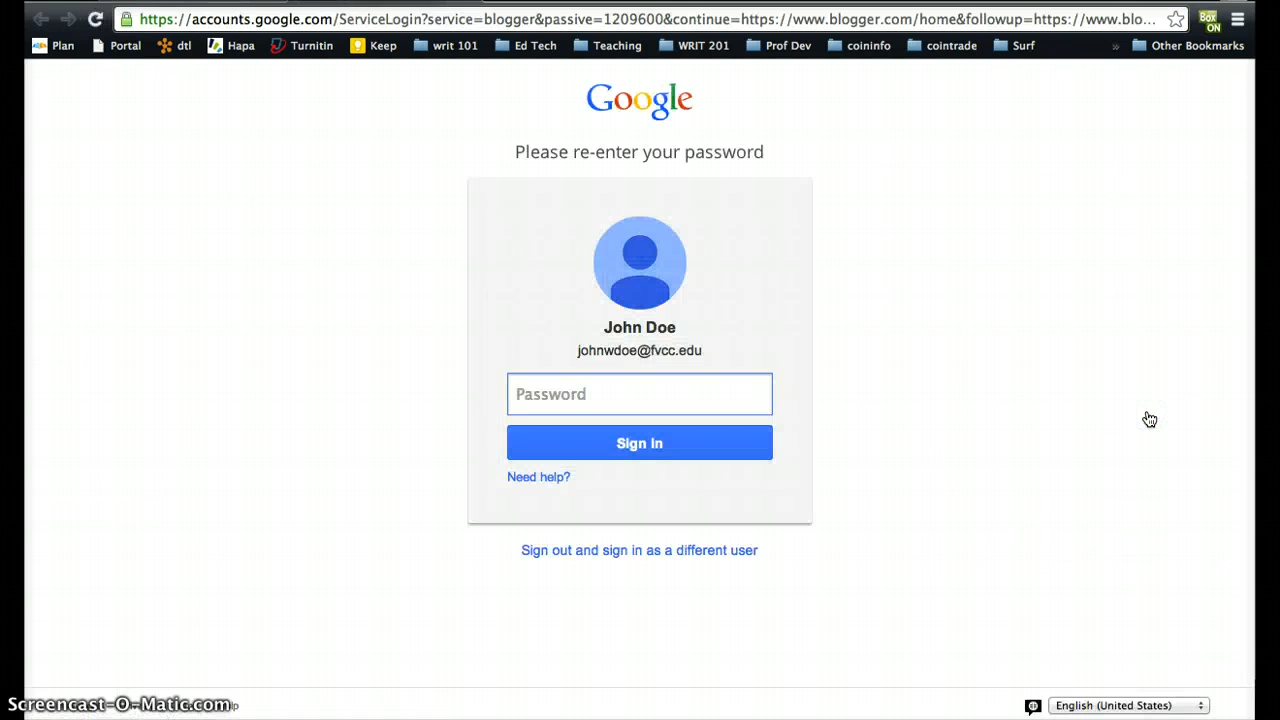 https://accounts.google.com/ServiceLogin?service=blogger&passive=1209600&continue=https://www.blogger.com/home&followup=https://www.blo...
Box
ON
Plan Portal dtl Hapa Turnitin Keep writ 101 Ed Tech Teaching WRIT 201 Prof Dev coininfo cointrade Surf » Other Bookmarks
Google
Please re-enter your password
John Doe
johnwdoe@fvcc.edu
Password
Sign in
Need help?
Sign out and sign in as a different user
Screencast-O-Matic.com
English (United States)